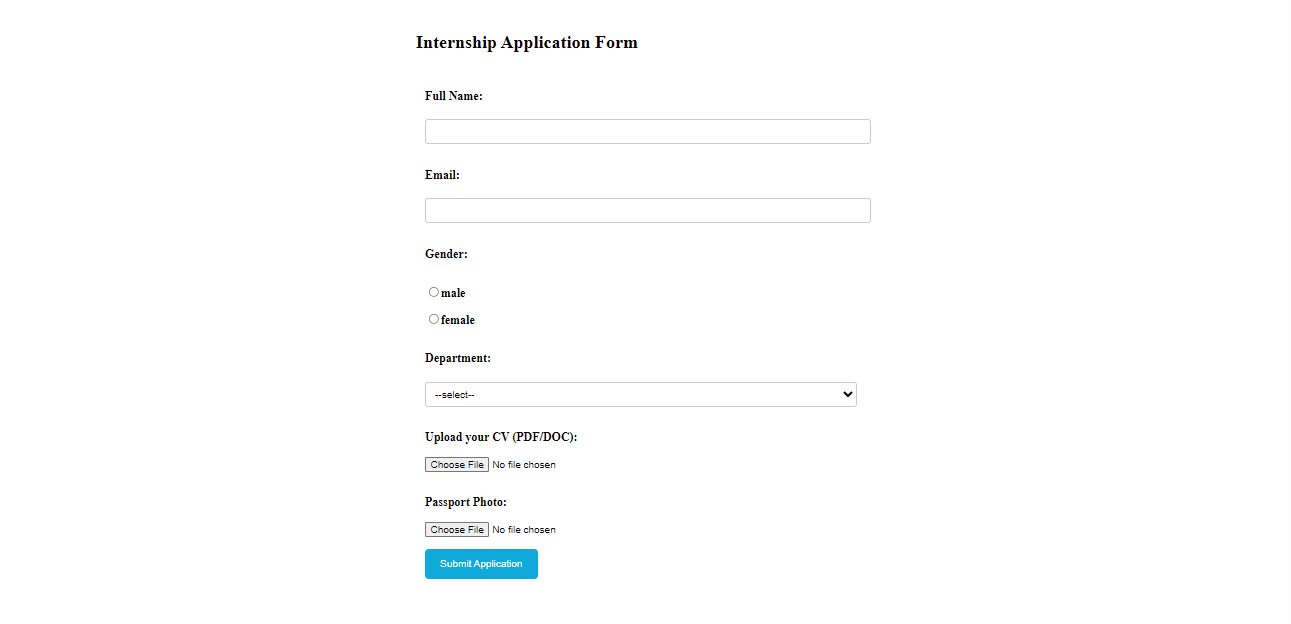 Internship Application Form
Full Name:
Email:
Gender:
male
female
Department:
--select--
Upload your CV (PDF/DOC):
Choose File No file chosen
Passport Photo:
Choose File No file chosen
Submit Application